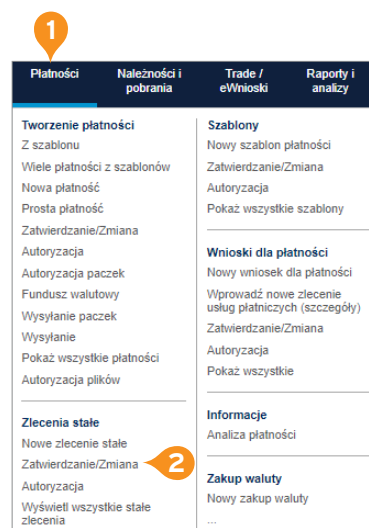 1
Płatności
Należności i
pobrania
Trade /
eWnioski
Raporty i
analizy
Tworzenie płatności
Z szablonu
Wiele płatności z szablonów
Nowa płatność
Prosta płatność
Zatwierdzanie/Zmiana
Autoryzacja
Autoryzacja paczek
Fundusz walutowy
Wysyłanie paczek
Wysyłanie
Pokaż wszystkie płatności
Autoryzacja plików
Zlecenia stałe
Nowe zlecenie stałe
Zatwierdzanie/Zmiana
2
Autoryzacja
Wyświetl wszystkie stałe
zlecenia
Szablony
Nowy szablon płatności
Zatwierdzanie/Zmiana
Autoryzacja
Pokaż wszystkie szablony
Wnioski dla płatności
Nowy wniosek dla płatności
Wprowadź nowe zlecenie
usług płatniczych (szczegóły)
Zatwierdzanie/Zmiana
Autoryzacja
Pokaż wszystkie
Informacje
Analiza płatności
Zakup waluty
Nowy zakup waluty
...